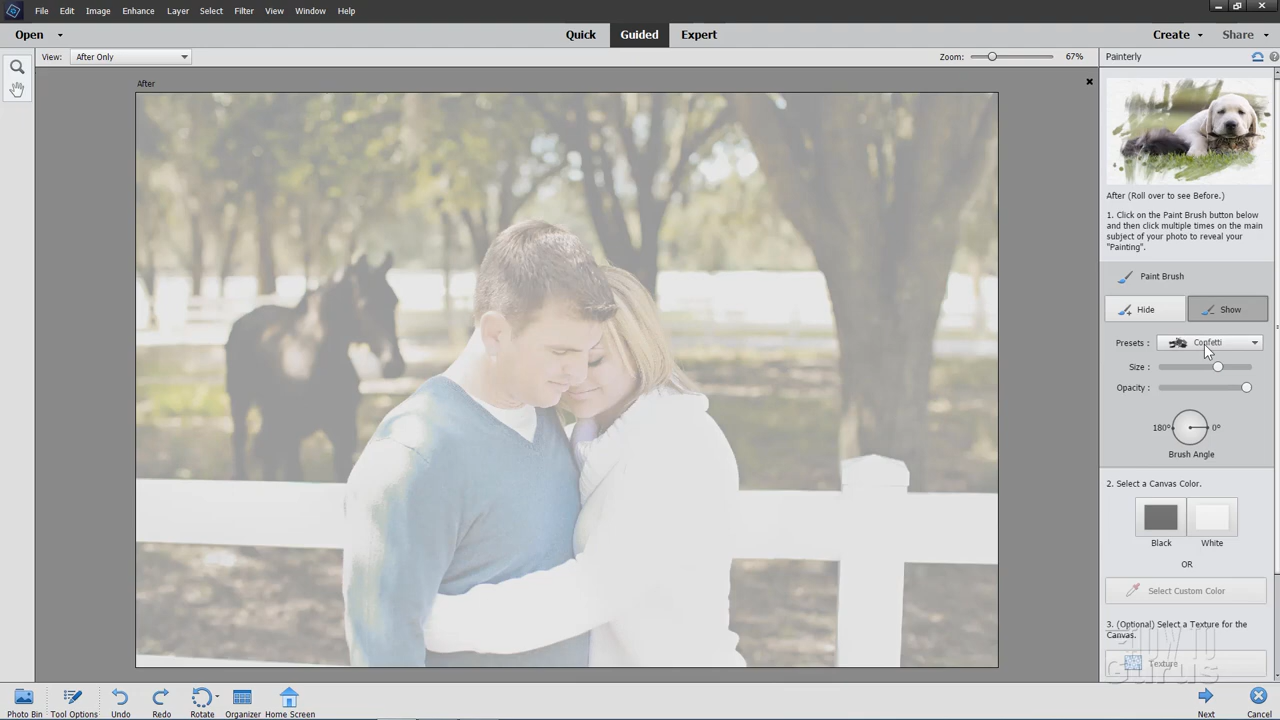 File Edit Image Enhance Layer Select Filter View Window Help
Open Quick Guided Expert Create Share
View: After Only Zoom: 67% Painterly
After
After (Roll over to see Before.)
1. Click on the Paint Brush button below
and then click multiple times on the main
subject of your photo to reveal your
"Painting".
Paint Brush
Hide Show
Presets : Confetti
Size :
Opacity :
180° 0°
Brush Angle
2. Select a Canvas Color.
Black White
OR
Select Custom Color
3. (Optional) Select a Texture for the
Canvas.
HOW TO
Texture
Gurus
Photo Bin Tool Options Undo Redo Rotate Organizer Home Screen Next Cancel